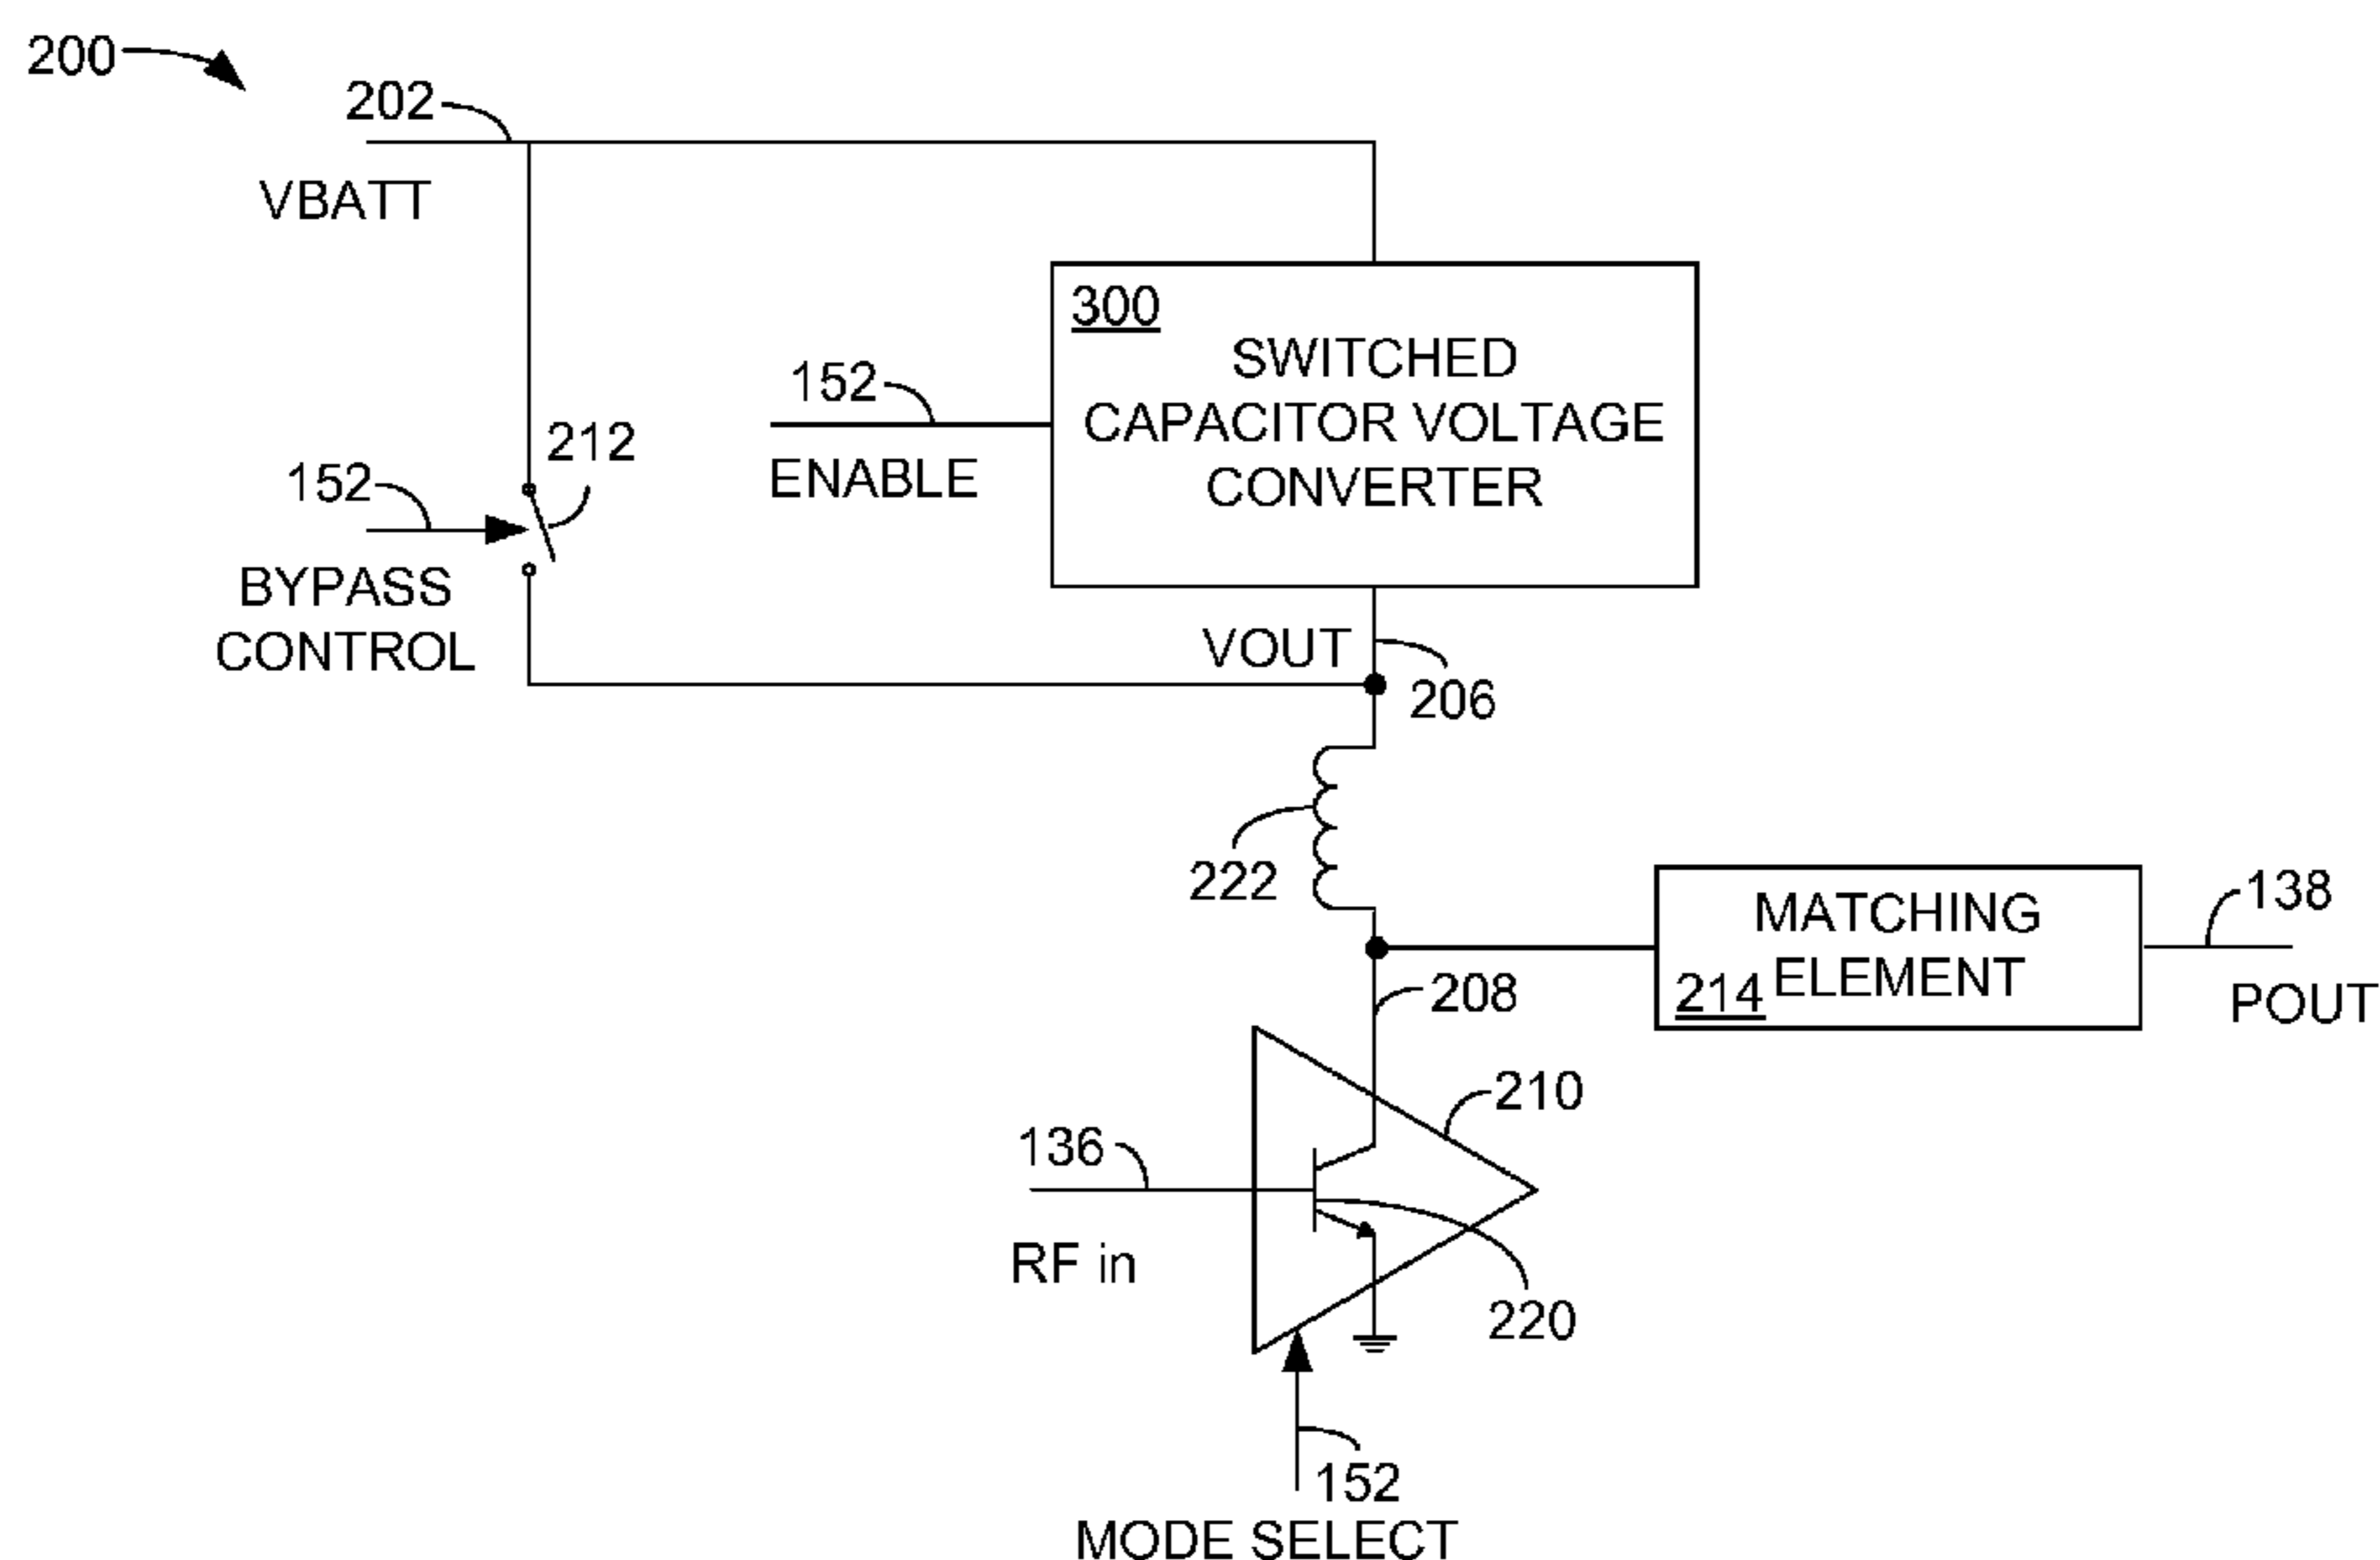 200
202
VBATT
300
SWITCHED
CAPACITOR VOLTAGE
CONVERTER
152
ENABLE
212
152
BYPASS
CONTROL
VOUT
206
222
MATCHING
ELEMENT
214
138
POUT
208
210
136
RF in
220
152
MODE SELECT